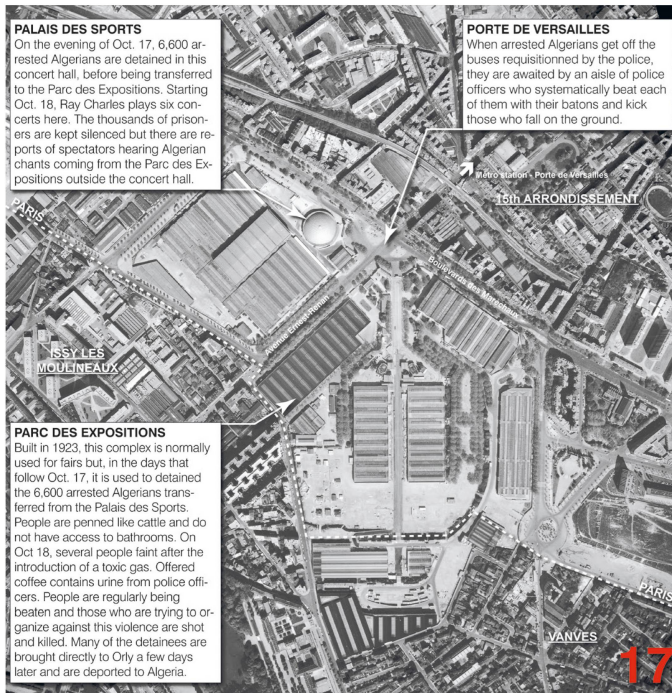 PALAIS DES SPORTS
On the evening of Oct. 17, 6,600 ar-
rested Algerians are detained in this
concert hall, before being transferred
to the Parc des Expositions. Starting
Oct. 18, Ray Charles plays six con-
certs here. The thousands of prison-
ers are kept silenced but there are re-
ports of spectators hearing Algerian
chants coming from the Parc des Ex-
positions outside the concert hall.
PORTE DE VERSAILLES
When arrested Algerians get off the
buses requisitionned by the police,
they are awaited by an aisle of police
officers who systematically beat each
of them with their batons and kick
those who fall on the ground.
Métro station - Porte de Versailles
15th ARRONDISSEMENT
PARIS
Boulevards des Maréchaux
Avenue Ernest Renan
ISSY LES
MOULINEAUX
PARC DES EXPOSITIONS
Built in 1923, this complex is normally
used for fairs but, in the days that
follow Oct. 17, it is used to detained
the 6,600 arrested Algerians trans-
ferred from the Palais des Sports.
People are penned like cattle and do
not have access to bathrooms. On
Oct 18, several people faint after the
introduction of a toxic gas. Offered
coffee contains urine from police offi-
cers. People are regularly being
beaten and those who are trying to or-
ganize against this violence are shot
and killed. Many of the detainees are
brought directly to Orly a few days
later and are deported to Algeria.
PARIS
VANVES
17